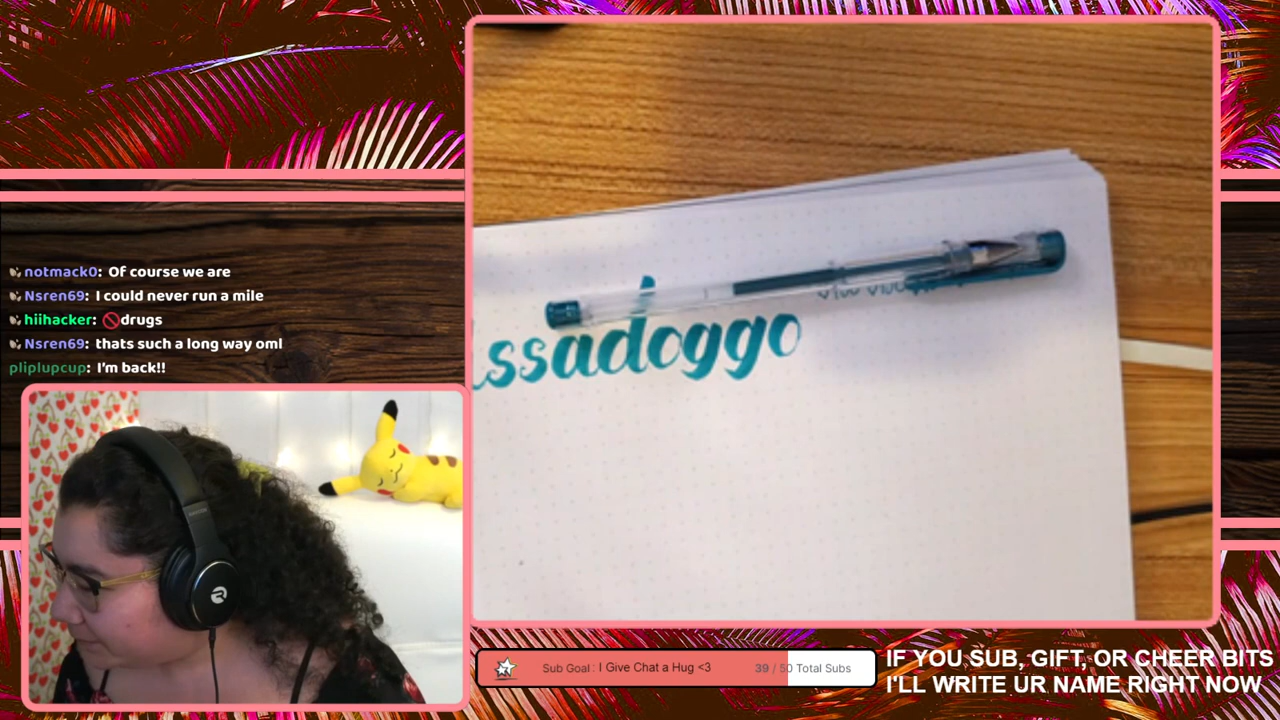 notmack0: Of course we are
Nsren69: I could never run a mile
hiihacker: 🚫drugs
Nsren69: thats such a long way oml
pliplupcup: I'm back!!
ssadoggo
Sub Goal : I Give Chat a Hug <3 39 / 50 Total Subs
IF YOU SUB, GIFT, OR CHEER BITS
I'LL WRITE UR NAME RIGHT NOW